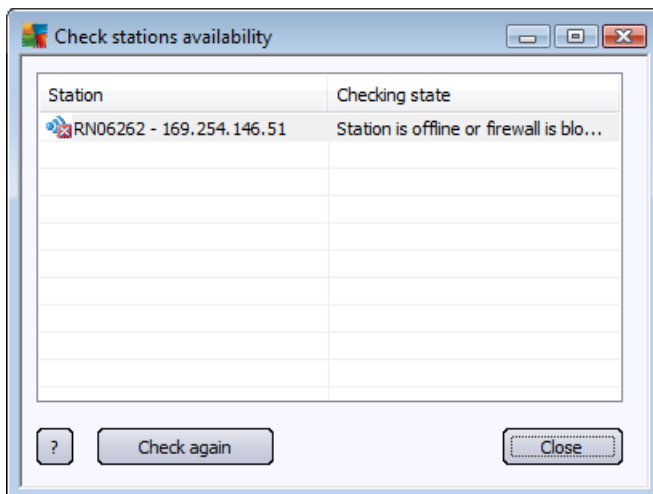 Check stations availability
Station Checking state
RN06262 - 169.254.146.51 Station is offline or firewall is blo...
? Check again Close